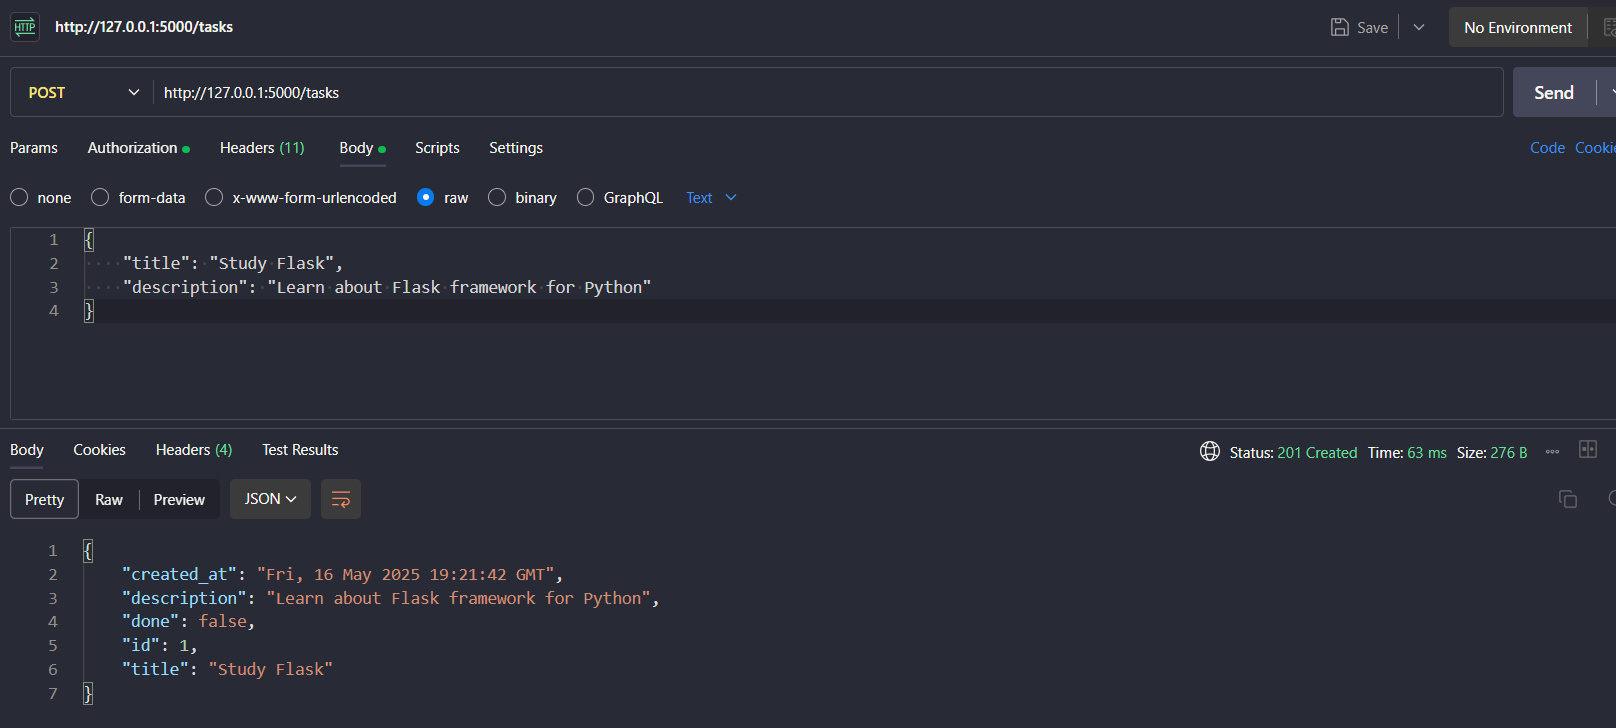 HTTP http://127.0.0.1:5000/tasks Save No Environment
POST http://127.0.0.1:5000/tasks Send
Params Authorization Headers (11) Body Scripts Settings Code Cookie
none form-data x-www-form-urlencoded raw binary GraphQL Text
1 {
2 "title": "Study Flask",
3 "description": "Learn about Flask framework for Python"
4 }
Body Cookies Headers (4) Test Results Status: 201 Created Time: 63 ms Size: 276 B
Pretty Raw Preview JSON
1 {
2 "created_at": "Fri, 16 May 2025 19:21:42 GMT",
3 "description": "Learn about Flask framework for Python",
4 "done": false,
5 "id": 1,
6 "title": "Study Flask"
7 }